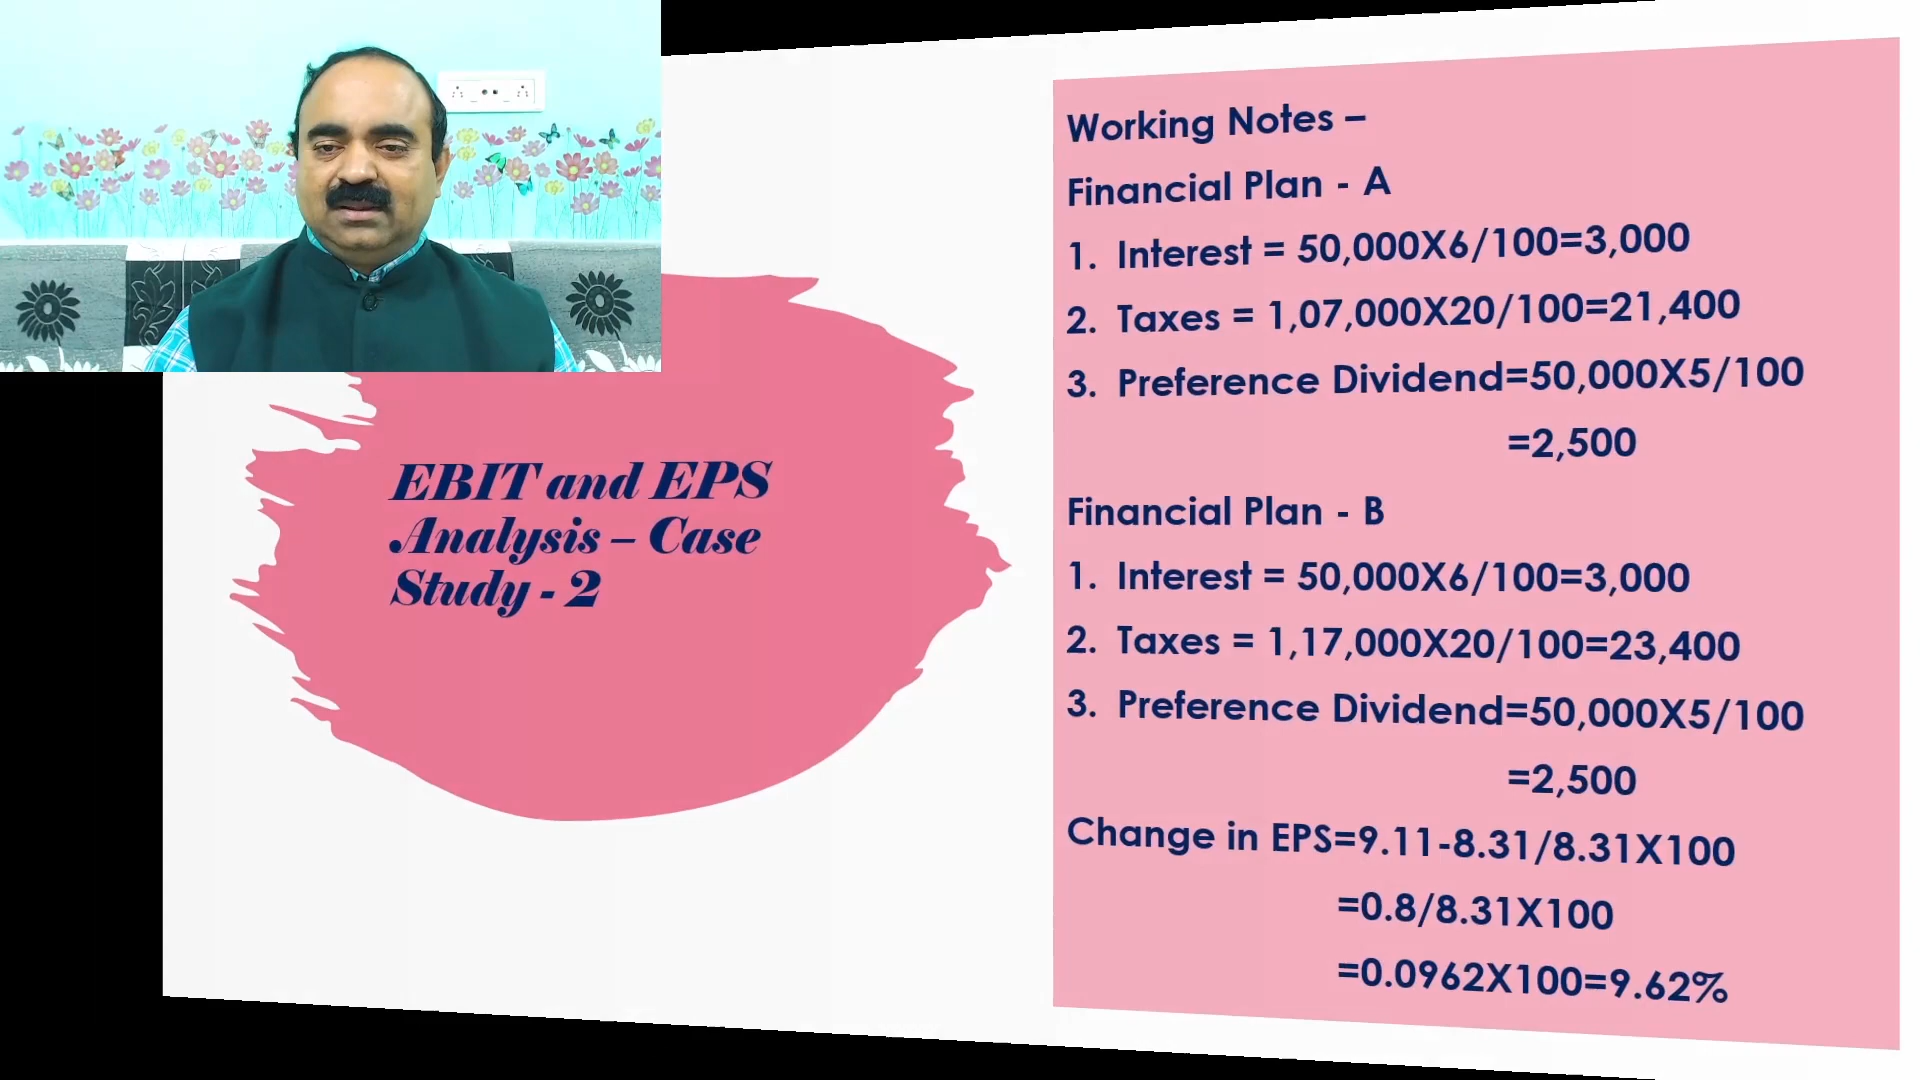 EBIT and EPS
Analysis – Case
Study - 2
Working Notes –
Financial Plan - A
1. Interest = 50,000X6/100=3,000
2. Taxes = 1,07,000X20/100=21,400
3. Preference Dividend=50,000X5/100
=2,500
Financial Plan - B
1. Interest = 50,000X6/100=3,000
2. Taxes = 1,17,000X20/100=23,400
3. Preference Dividend=50,000X5/100
=2,500
Change in EPS=9.11-8.31/8.31X100
=0.8/8.31X100
=0.0962X100=9.62%